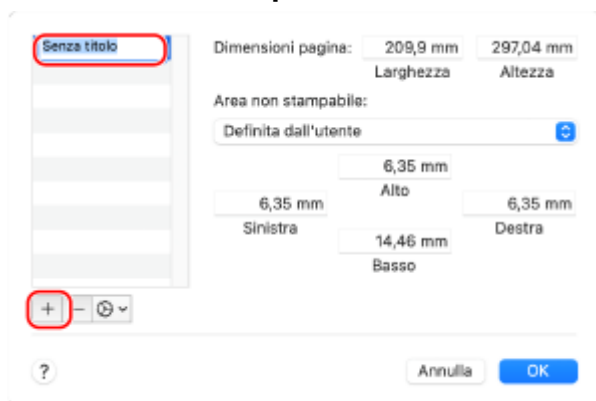 Senza titolo
Dimensioni pagina: 209,9 mm 297,04 mm
Larghezza Altezza
Area non stampabile:
Definita dall'utente
6,35 mm
Alto
6,35 mm 6,35 mm
Sinistra Destra
14,46 mm
Basso
+ −
? Annulla OK